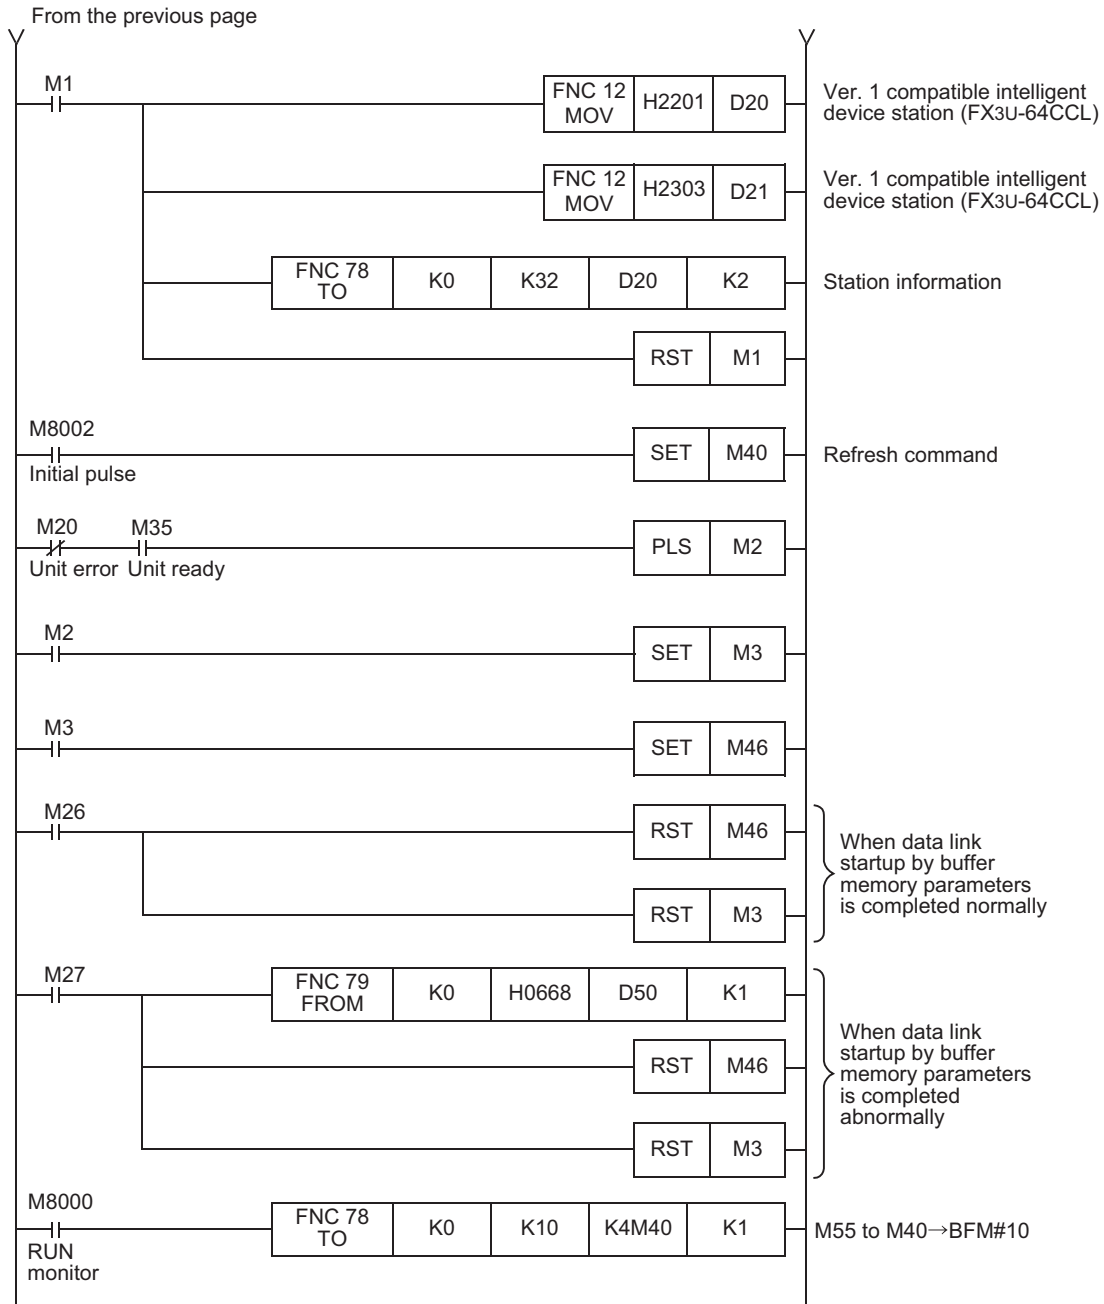 From the previous page
M1
FNC 12
MOV
H2201
D20
Ver. 1 compatible intelligent
device station (FX3U-64CCL)
FNC 12
MOV
H2303
D21
Ver. 1 compatible intelligent
device station (FX3U-64CCL)
FNC 78
TO
K0
K32
D20
K2
Station information
RST
M1
M8002
Initial pulse
SET
M40
Refresh command
M20
Unit error
M35
Unit ready
PLS
M2
M2
SET
M3
M3
SET
M46
M26
RST
M46
RST
M3
When data link
startup by buffer
memory parameters
is completed normally
M27
FNC 79
FROM
K0
H0668
D50
K1
RST
M46
RST
M3
When data link
startup by buffer
memory parameters
is completed
abnormally
M8000
RUN
monitor
FNC 78
TO
K0
K10
K4M40
K1
M55 to M40→BFM#10